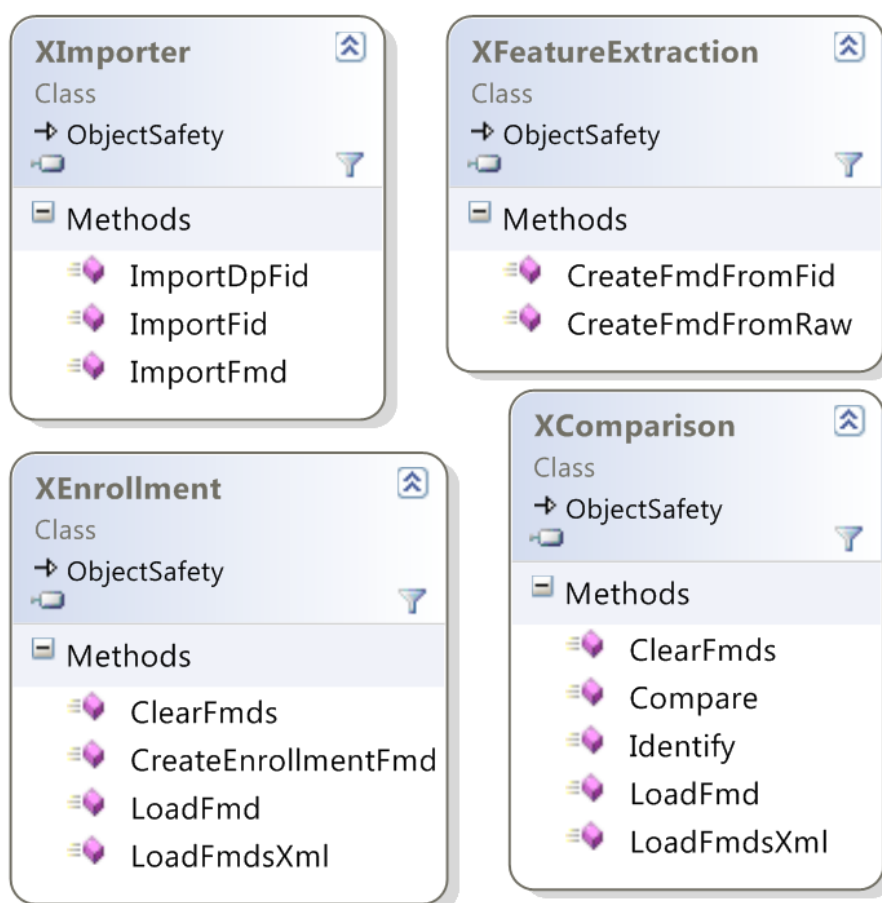 XImporter
Class
ObjectSafety
Methods
ImportDpFid
ImportFid
ImportFmd
XFeatureExtraction
Class
ObjectSafety
Methods
CreateFmdFromFid
CreateFmdFromRaw
XEnrollment
Class
ObjectSafety
Methods
ClearFmds
CreateEnrollmentFmd
LoadFmd
LoadFmdsXml
XComparison
Class
ObjectSafety
Methods
ClearFmds
Compare
Identify
LoadFmd
LoadFmdsXml